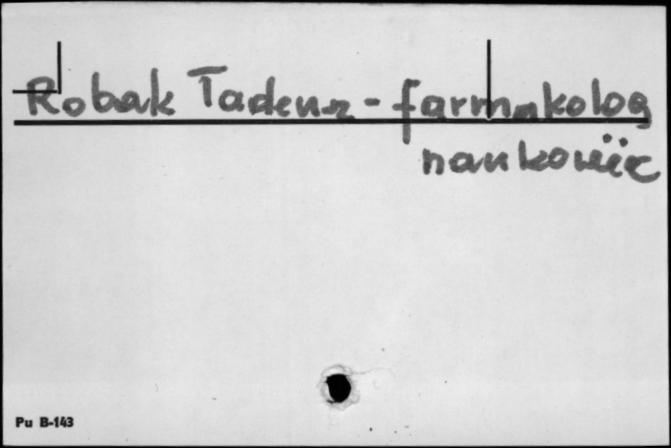 Robak Tadeusz - farmakolog
naukowiec
Pu B-143